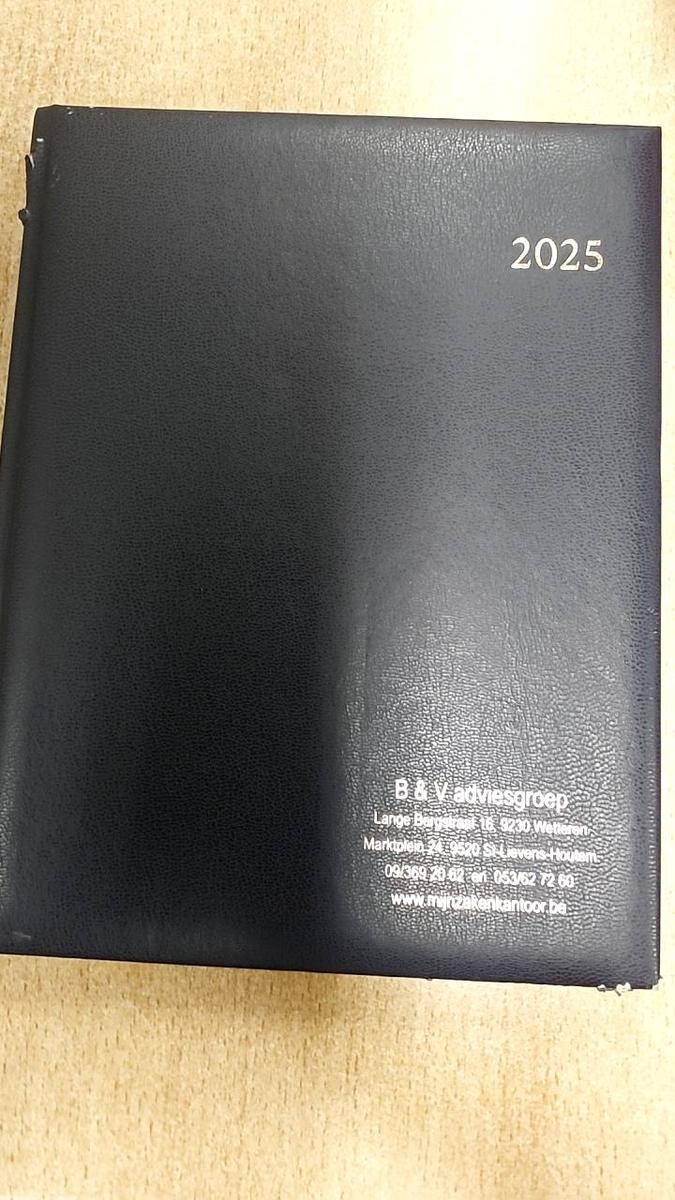 2025
B & V adviesgroep
Lange Bergstraat 16, 9230 Wetteren
Marktplein 24, 9520 St-Lievens-Houtem
09/369 20 62 en 053/62 72 60
www.mijnzakenkantoor.be